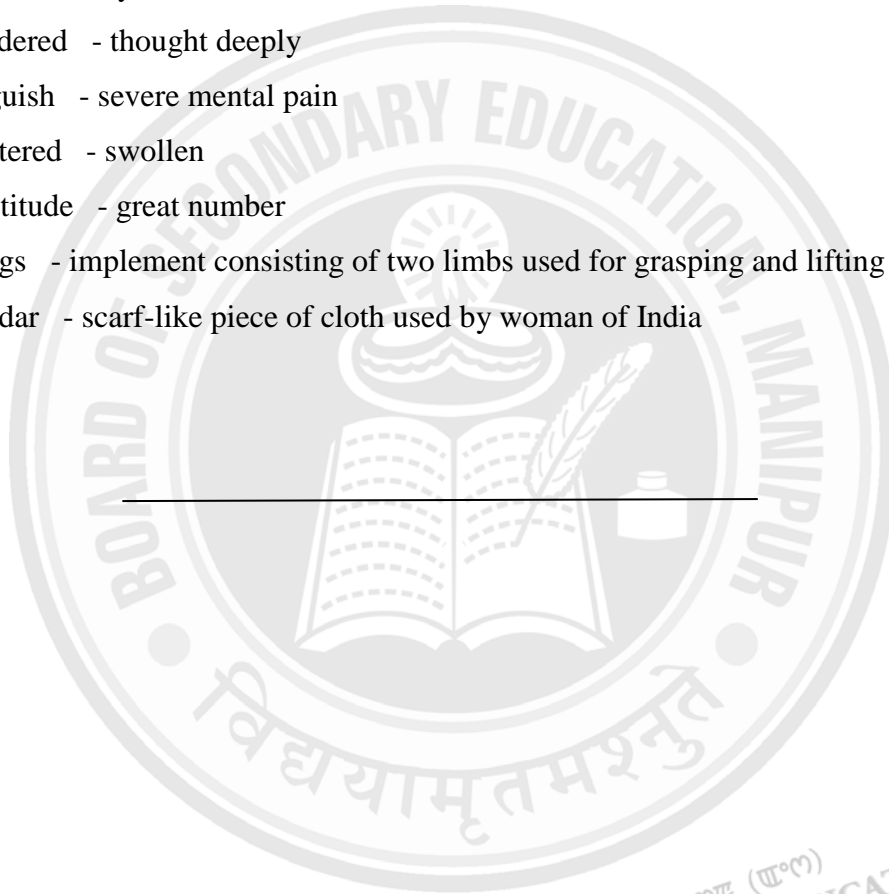 dered - thought deeply
guish - severe mental pain
tered - swollen
titude - great number
gs - implement consisting of two limbs used for grasping and lifting
dar - scarf-like piece of cloth used by woman of India
BOARD OF SECONDARY EDUCATION, MANIPUR
विद्ययामृतमश्नुते